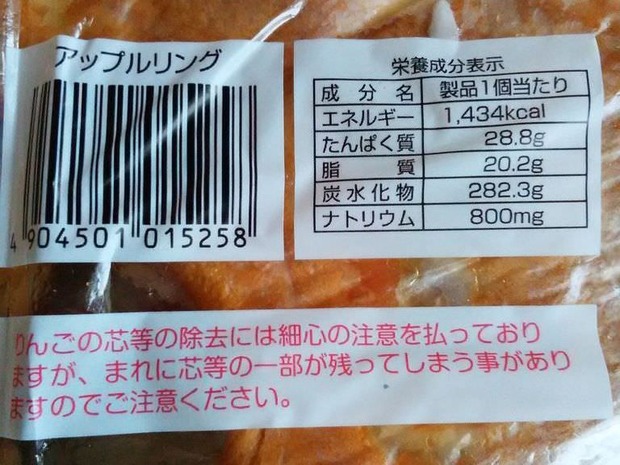 アップルリング
4 904501 015258
栄養成分表示
成分名 製品1個当たり
エネルギー 1,434kcal
たんぱく質 28.8g
脂質 20.2g
炭水化物 282.3g
ナトリウム 800mg
りんごの芯等の除去には細心の注意を払っており
ますが、まれに芯等の一部が残ってしまう事があり
ますのでご注意ください。